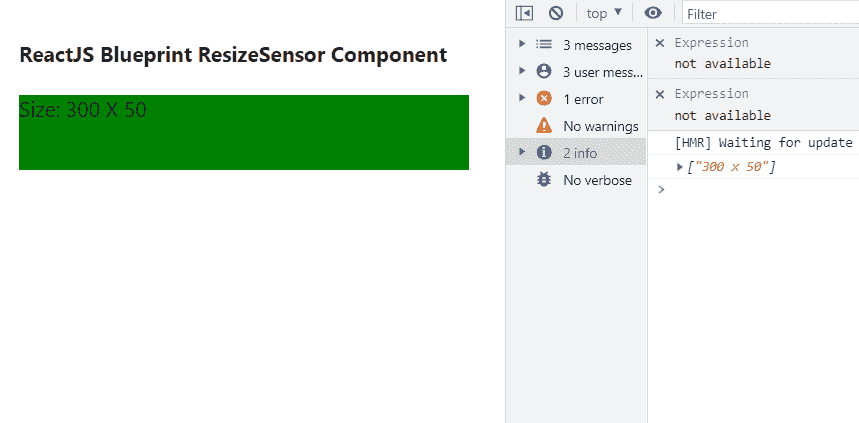 ReactJS Blueprint ResizeSensor Component
Size: 300 X 50
top
Filter
3 messages
3 user mess...
1 error
No warnings
2 info
No verbose
Expression
not available
Expression
not available
[HMR] Waiting for update
["300 x 50"]